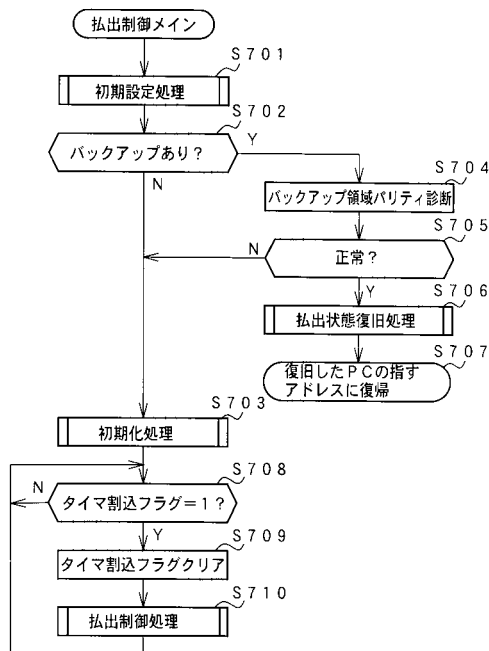 払出制御メイン
S701
初期設定処理
S702
バックアップあり?
Y
N
S704
バックアップ領域パリティ診断
S705
正常?
N
Y
S706
払出状態復旧処理
S707
復旧したPCの指す
アドレスに復帰
S703
初期化処理
S708
タイマ割込フラグ=1?
N
Y
S709
タイマ割込フラグクリア
S710
払出制御処理